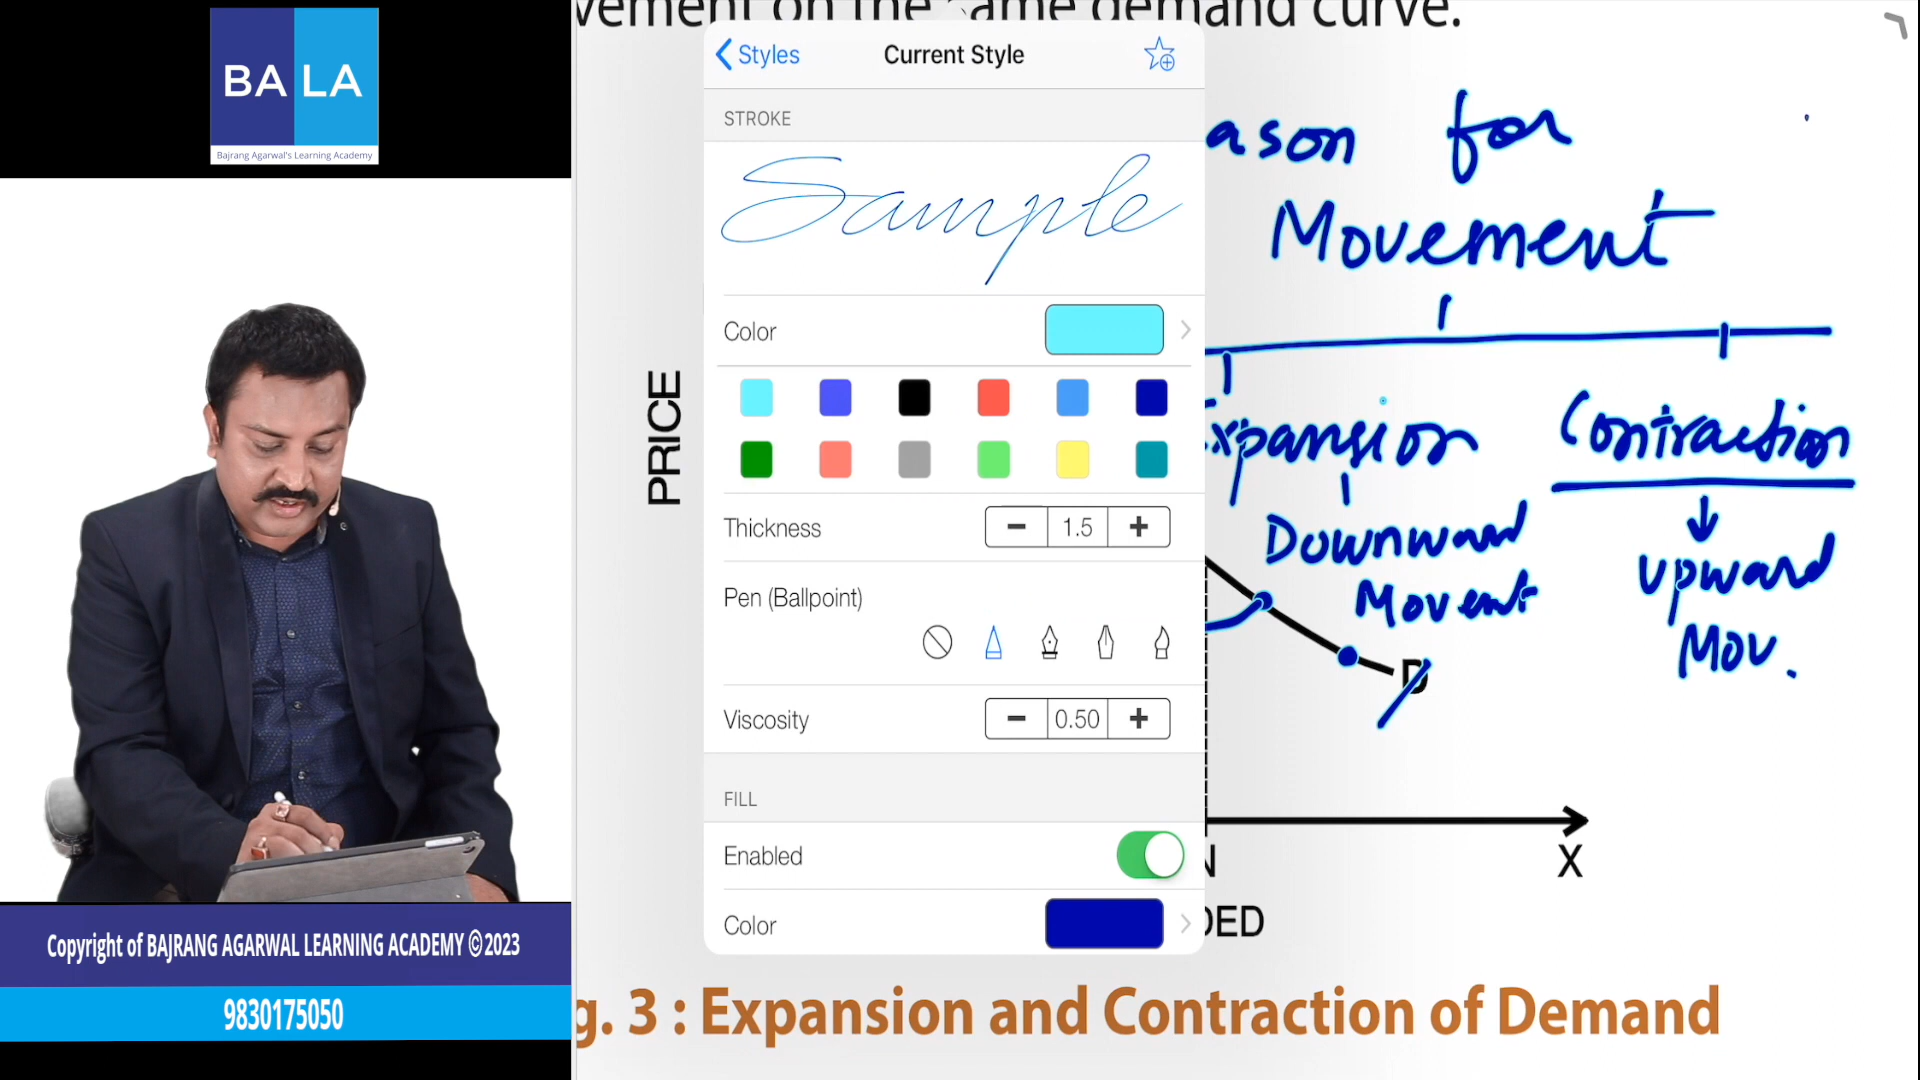 BA LA
Bajrang Agarwal's Learning Academy
vement on the same demand curve.
Styles
Current Style
STROKE
Sample
Color
Thickness
1.5
Pen (Ballpoint)
Viscosity
0.50
FILL
Enabled
Color
ason for
Movement
xpansion
Contraction
Downward
Movemt
upward
Mov.
PRICE
D
N
X
DED
g. 3 : Expansion and Contraction of Demand
Copyright of BAJRANG AGARWAL LEARNING ACADEMY ©2023
9830175050